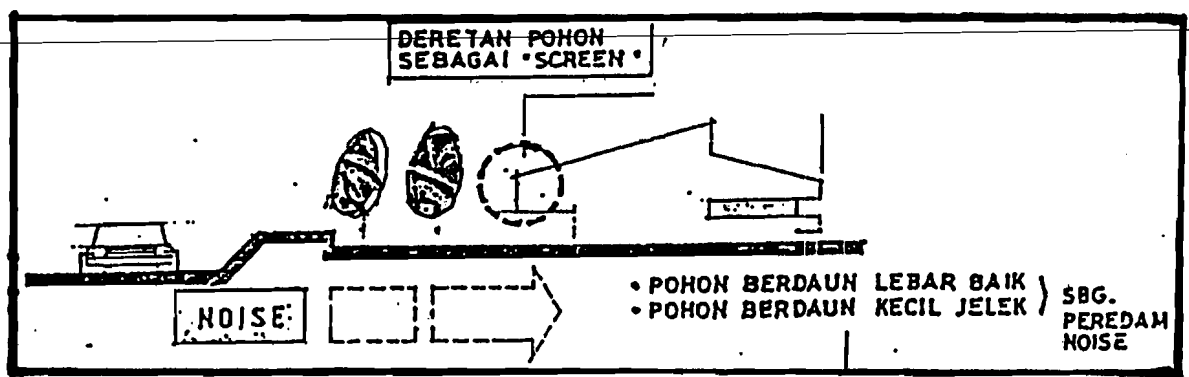 DERETAN POHON
SEBAGAI "SCREEN"
NOISE
• POHON BERDAUN LEBAR BAIK
• POHON BERDAUN KECIL JELEK
SBG.
PEREDAM
NOISE